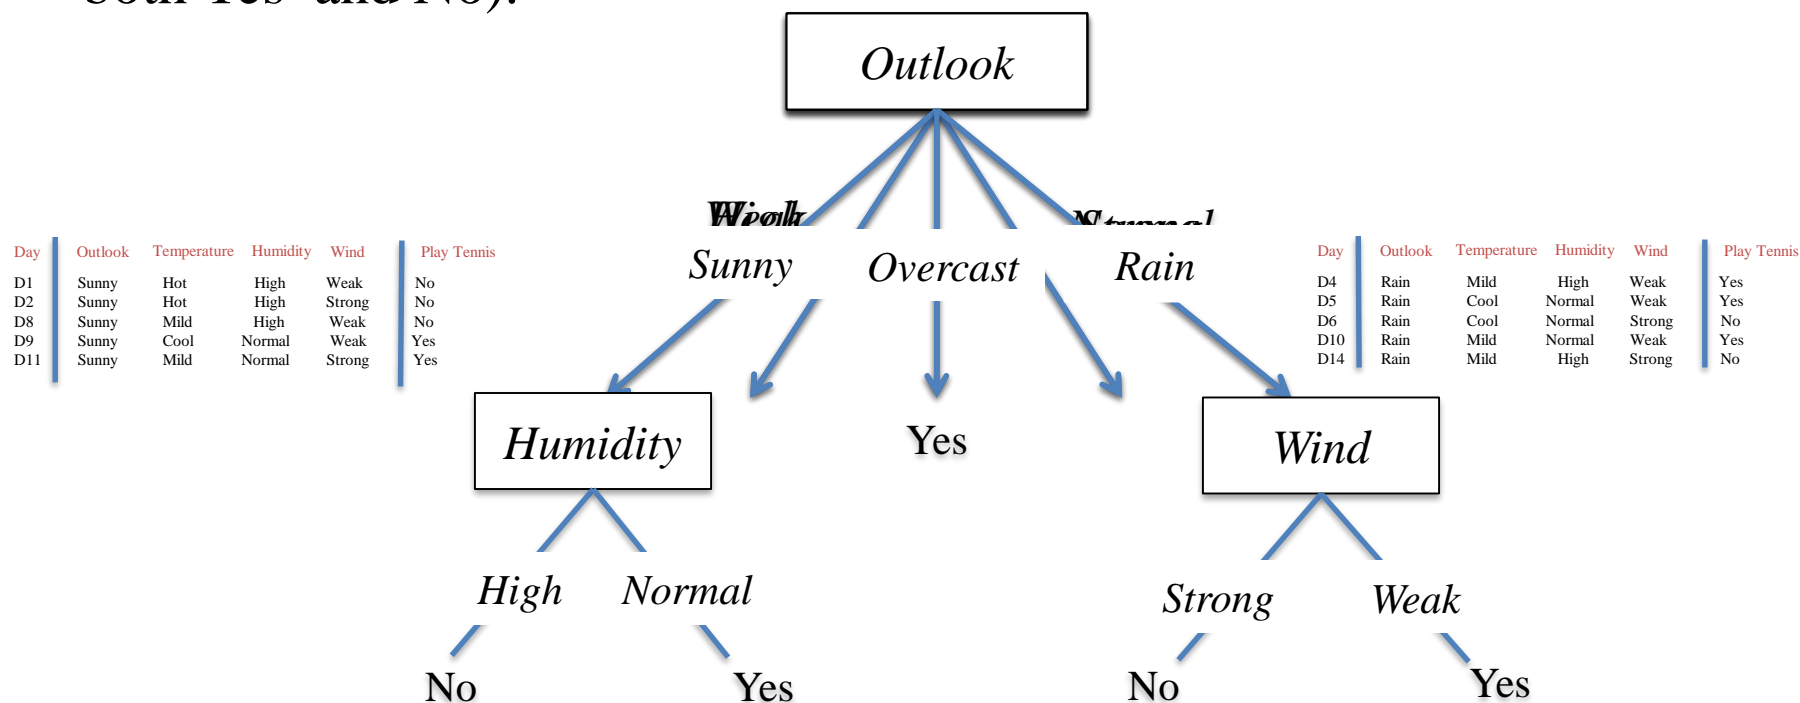 both Yes and No).
Outlook
Sunny
Overcast
Rain
Day Outlook Temperature Humidity Wind Play Tennis
D1 Sunny Hot High Weak No
D2 Sunny Hot High Strong No
D8 Sunny Mild High Weak No
D9 Sunny Cool Normal Weak Yes
D11 Sunny Mild Normal Strong Yes
Day Outlook Temperature Humidity Wind Play Tennis
D4 Rain Mild High Weak Yes
D5 Rain Cool Normal Weak Yes
D6 Rain Cool Normal Strong No
D10 Rain Mild Normal Weak Yes
D14 Rain Mild High Strong No
Humidity
Yes
Wind
High Normal
Strong Weak
No Yes
No Yes